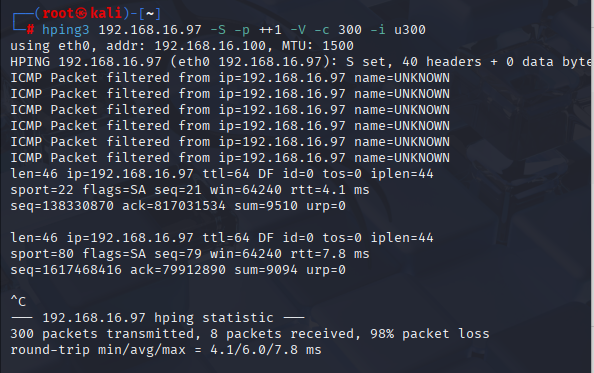 ┌──(root㉿kali)-[~]
└─# hping3 192.168.16.97 -S -p ++1 -V -c 300 -i u300
using eth0, addr: 192.168.16.100, MTU: 1500
HPING 192.168.16.97 (eth0 192.168.16.97): S set, 40 headers + 0 data byte
ICMP Packet filtered from ip=192.168.16.97 name=UNKNOWN
ICMP Packet filtered from ip=192.168.16.97 name=UNKNOWN
ICMP Packet filtered from ip=192.168.16.97 name=UNKNOWN
ICMP Packet filtered from ip=192.168.16.97 name=UNKNOWN
ICMP Packet filtered from ip=192.168.16.97 name=UNKNOWN
ICMP Packet filtered from ip=192.168.16.97 name=UNKNOWN
len=46 ip=192.168.16.97 ttl=64 DF id=0 tos=0 iplen=44
sport=22 flags=SA seq=21 win=64240 rtt=4.1 ms
seq=138330870 ack=817031534 sum=9510 urp=0

len=46 ip=192.168.16.97 ttl=64 DF id=0 tos=0 iplen=44
sport=80 flags=SA seq=79 win=64240 rtt=7.8 ms
seq=1617468416 ack=79912890 sum=9094 urp=0

^C
--- 192.168.16.97 hping statistic ---
300 packets transmitted, 8 packets received, 98% packet loss
round-trip min/avg/max = 4.1/6.0/7.8 ms